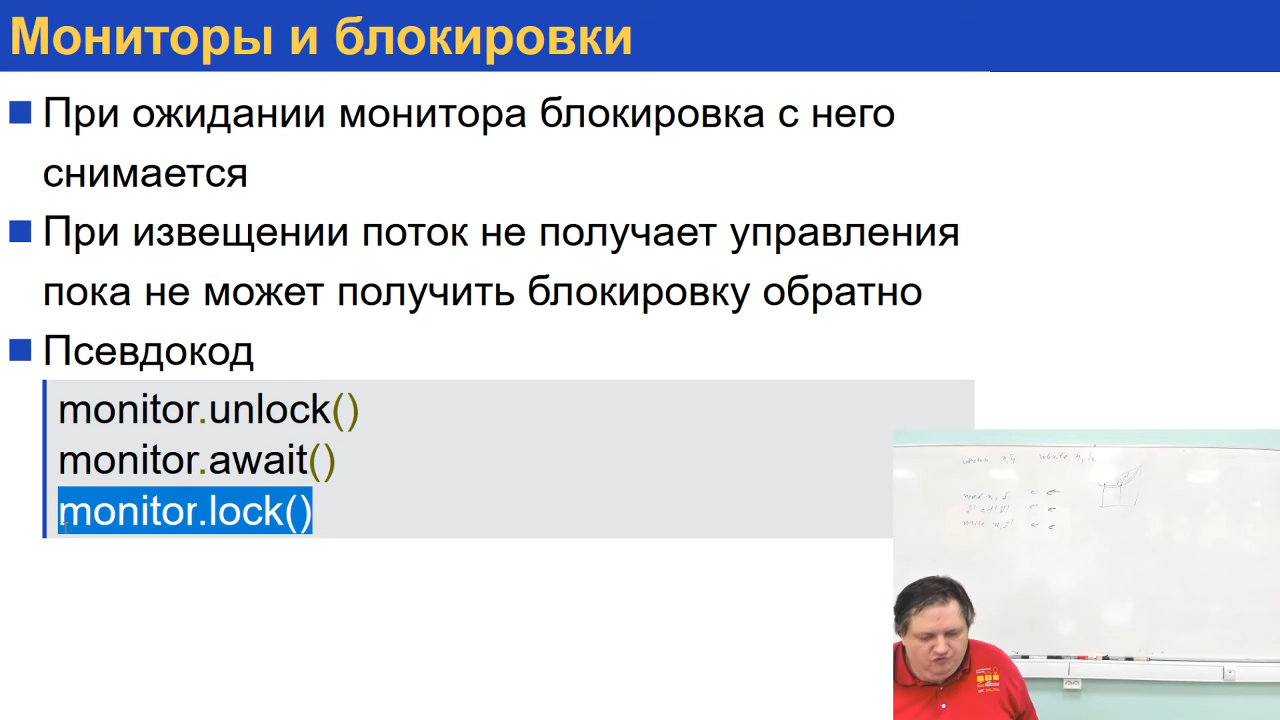 Мониторы и блокировки
При ожидании монитора блокировка с него
снимается
При извещении поток не получает управления
пока не может получить блокировку обратно
Псевдокод
monitor.unlock()
monitor.await()
monitor.lock()